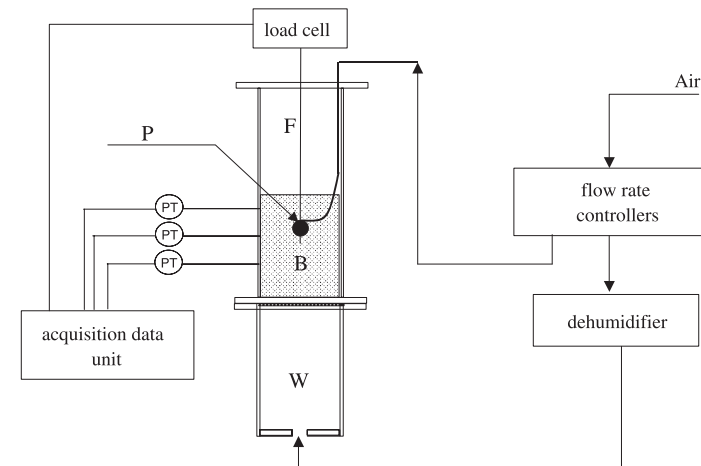 load cell
Air
F
P
flow rate
controllers
PT
PT
PT
B
dehumidifier
acquisition data
unit
W